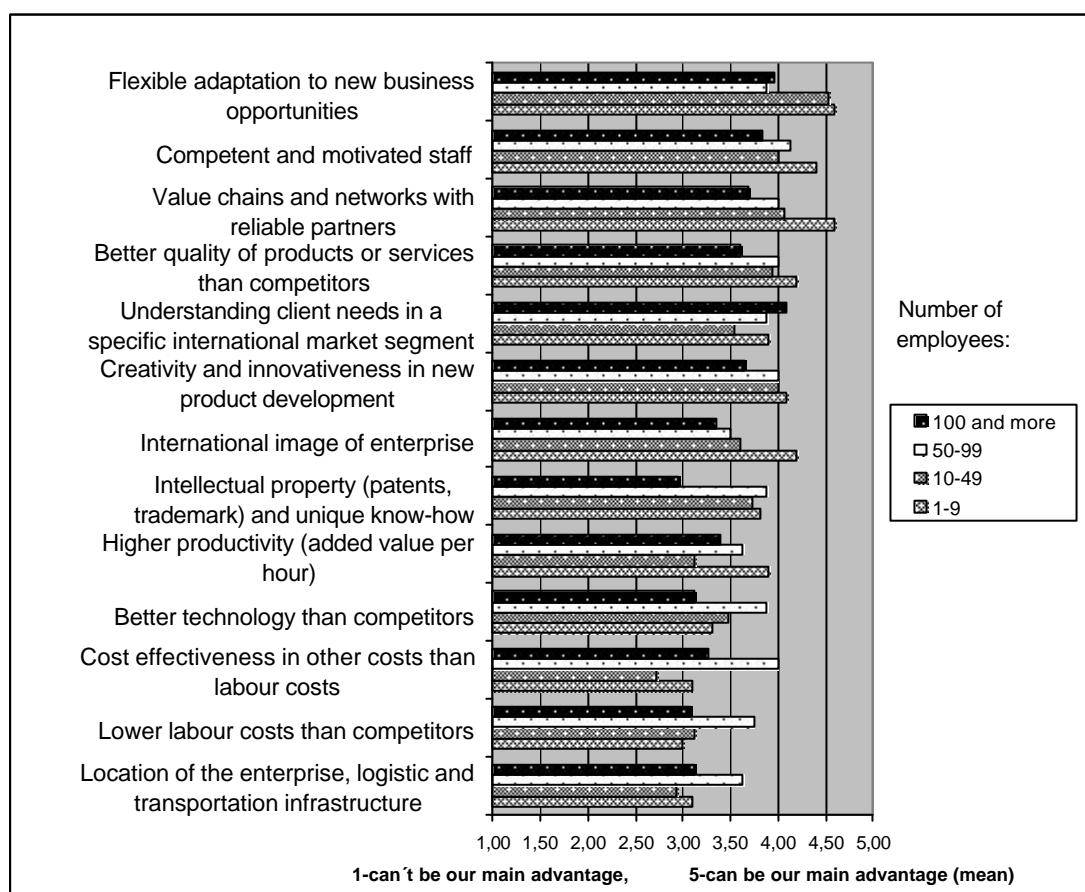 Flexible adaptation to new business
opportunities
Competent and motivated staff
Value chains and networks with
reliable partners
Better quality of products or services
than competitors
Understanding client needs in a
specific international market segment
Creativity and innovativeness in new
product development
International image of enterprise
Intellectual property (patents,
trademark) and unique know-how
Higher productivity (added value per
hour)
Better technology than competitors
Cost effectiveness in other costs than
labour costs
Lower labour costs than competitors
Location of the enterprise, logistic and
transportation infrastructure
1,00 1,50 2,00 2,50 3,00 3,50 4,00 4,50 5,00
1-can´t be our main advantage, 5-can be our main advantage (mean)
Number of
employees:
100 and more
50-99
10-49
1-9